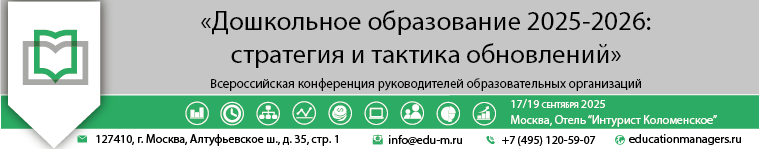 «Дошкольное образование 2025-2026:
стратегия и тактика обновлений»
Всероссийская конференция руководителей образовательных организаций
17/19 СЕНТЯБРЯ 2025
Москва, Отель "Интурист Коломенское"
127410, г. Москва, Алтуфьевское ш., д. 35, стр. 1 info@edu-m.ru +7 (495) 120-59-07 educationmanagers.ru